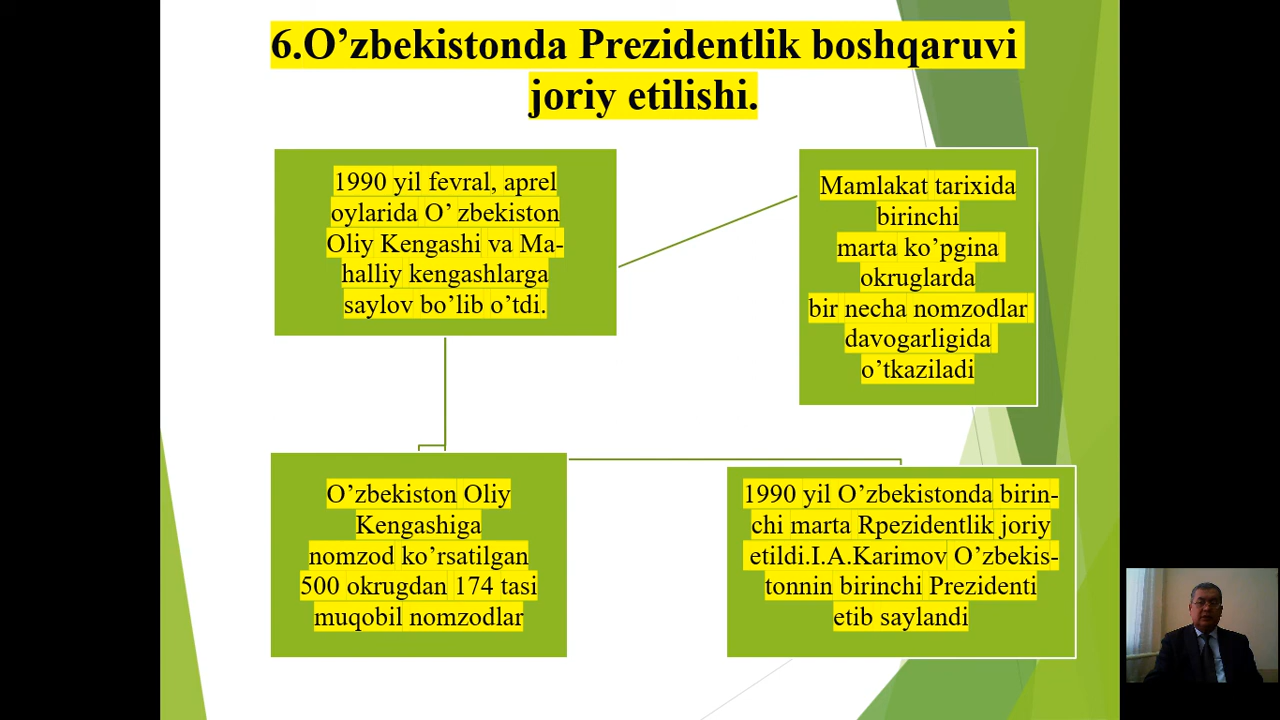 6.O’zbekistonda Prezidentlik boshqaruvi
joriy etilishi.
1990 yil fevral, aprel
oylarida O’ zbekiston
Oliy Kengashi va Ma-
halliy kengashlarga
saylov bo’lib o’tdi.
Mamlakat tarixida
birinchi
marta ko’pgina
okruglarda
bir necha nomzodlar
davogarligida
o’tkaziladi
O’zbekiston Oliy
Kengashiga
nomzod ko’rsatilgan
500 okrugdan 174 tasi
muqobil nomzodlar
1990 yil O’zbekistonda birin-
chi marta Rpezidentlik joriy
etildi.I.A.Karimov O’zbekis-
tonnin birinchi Prezidenti
etib saylandi